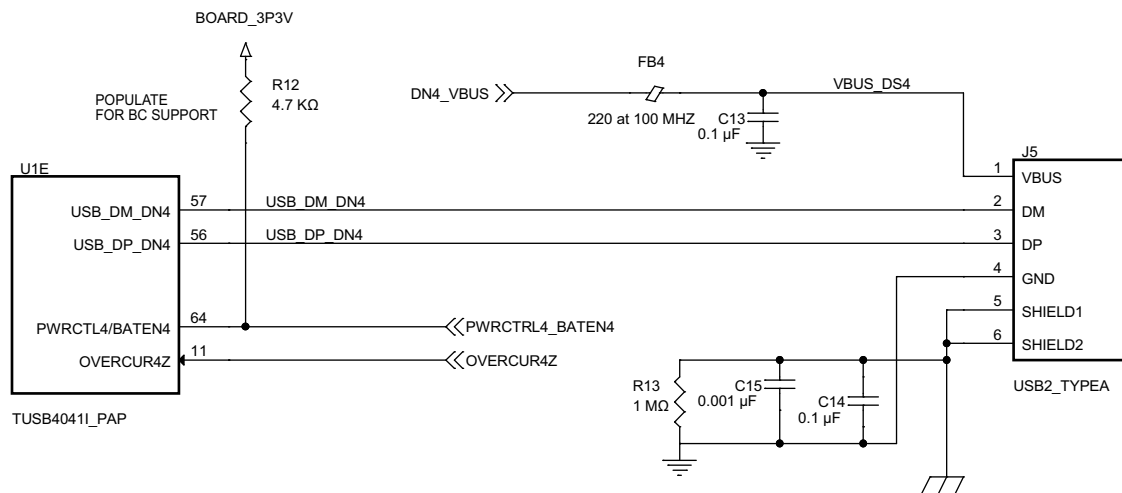 BOARD_3P3V
FB4
R12
4.7 KΩ
DN4_VBUS
VBUS_DS4
POPULATE
FOR BC SUPPORT
220 at 100 MHZ
C13
0.1 µF
U1E
J5
1
VBUS
USB_DM_DN4
57
USB_DM_DN4
2
DM
USB_DP_DN4
56
USB_DP_DN4
3
DP
4
GND
5
SHIELD1
PWRCTL4/BATEN4
64
PWRCTRL4_BATEN4
6
SHIELD2
OVERCUR4Z
11
OVERCUR4Z
R13
1 MΩ
C15
0.001 µF
C14
0.1 µF
USB2_TYPEA
TUSB4041I_PAP